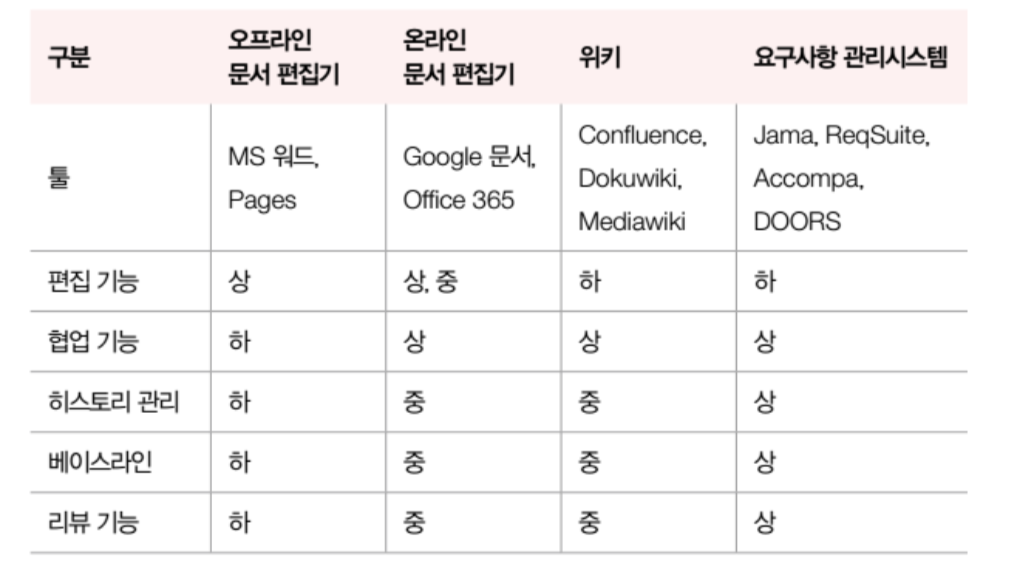 구분 오프라인 문서 편집기 온라인 문서 편집기 위키 요구사항 관리시스템
툴 MS 워드, Pages Google 문서, Office 365 Confluence, Dokuwiki, Mediawiki Jama, ReqSuite, Accompa, DOORS
편집 기능 상 상, 중 하 하
협업 기능 하 상 상 상
히스토리 관리 하 중 중 상
베이스라인 하 중 중 상
리뷰 기능 하 중 중 상